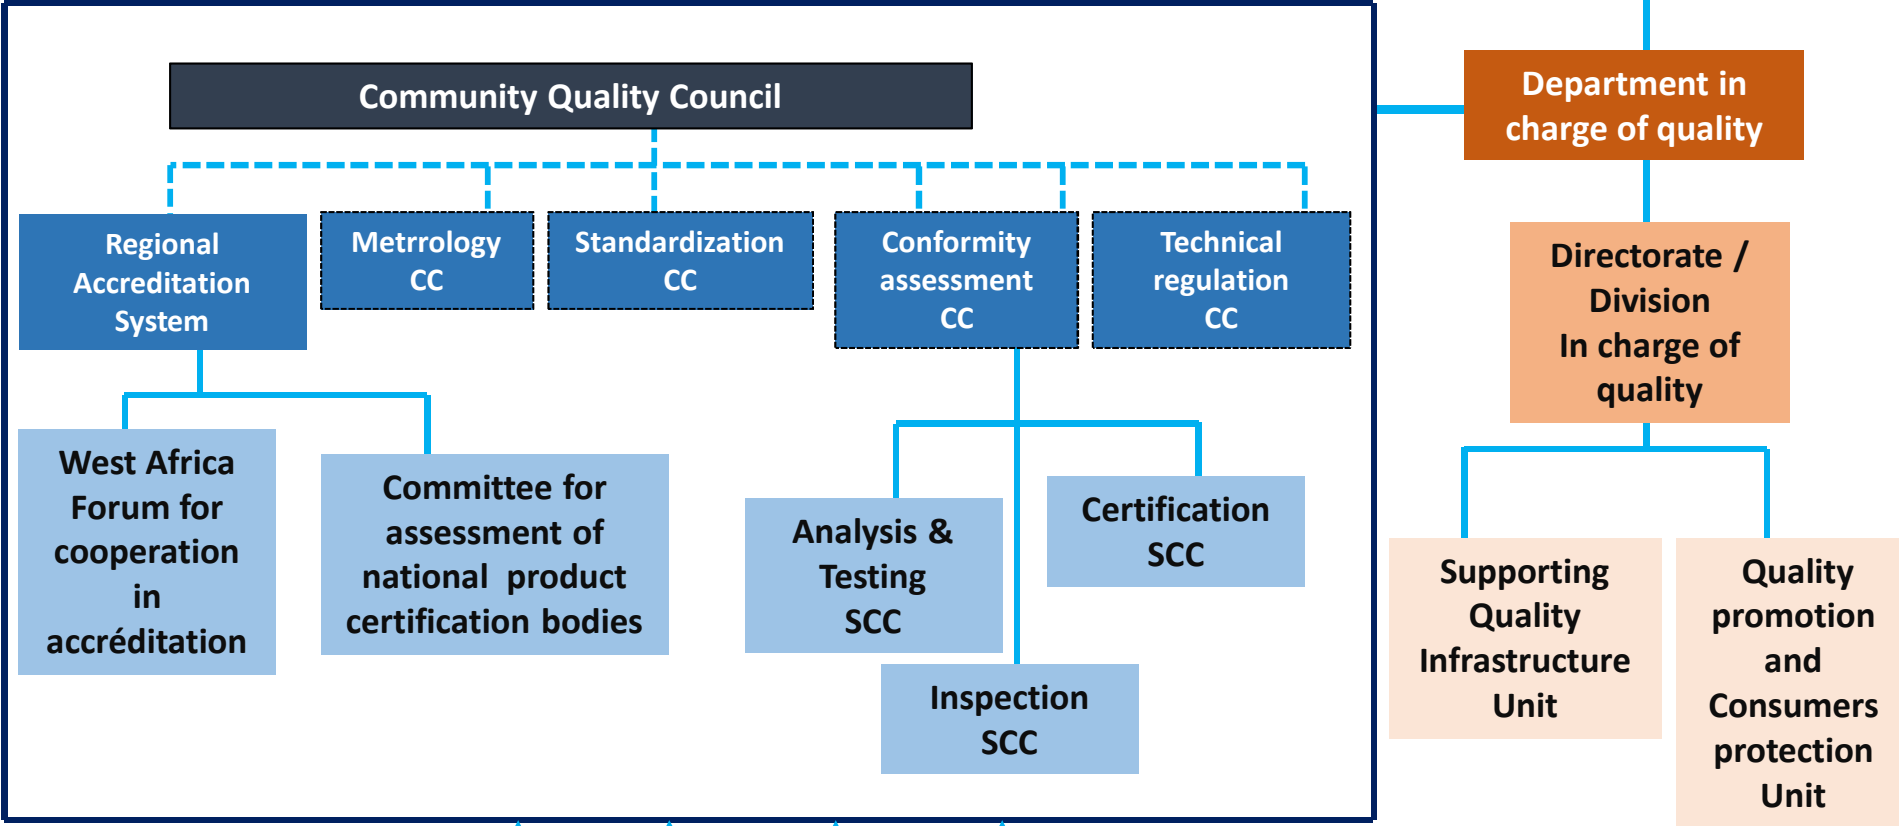 Community Quality Council
Department in
charge of quality
Regional
Accreditation
System
Metrrology
CC
Standardization
CC
Conformity
assessment
CC
Technical
regulation
CC
Directorate /
Division
In charge of
quality
West Africa
Forum for
cooperation
in
accréditation
Committee for
assessment of
national product
certification bodies
Analysis &
Testing
SCC
Certification
SCC
Inspection
SCC
Supporting
Quality
Infrastructure
Unit
Quality
promotion
and
Consumers
protection
Unit